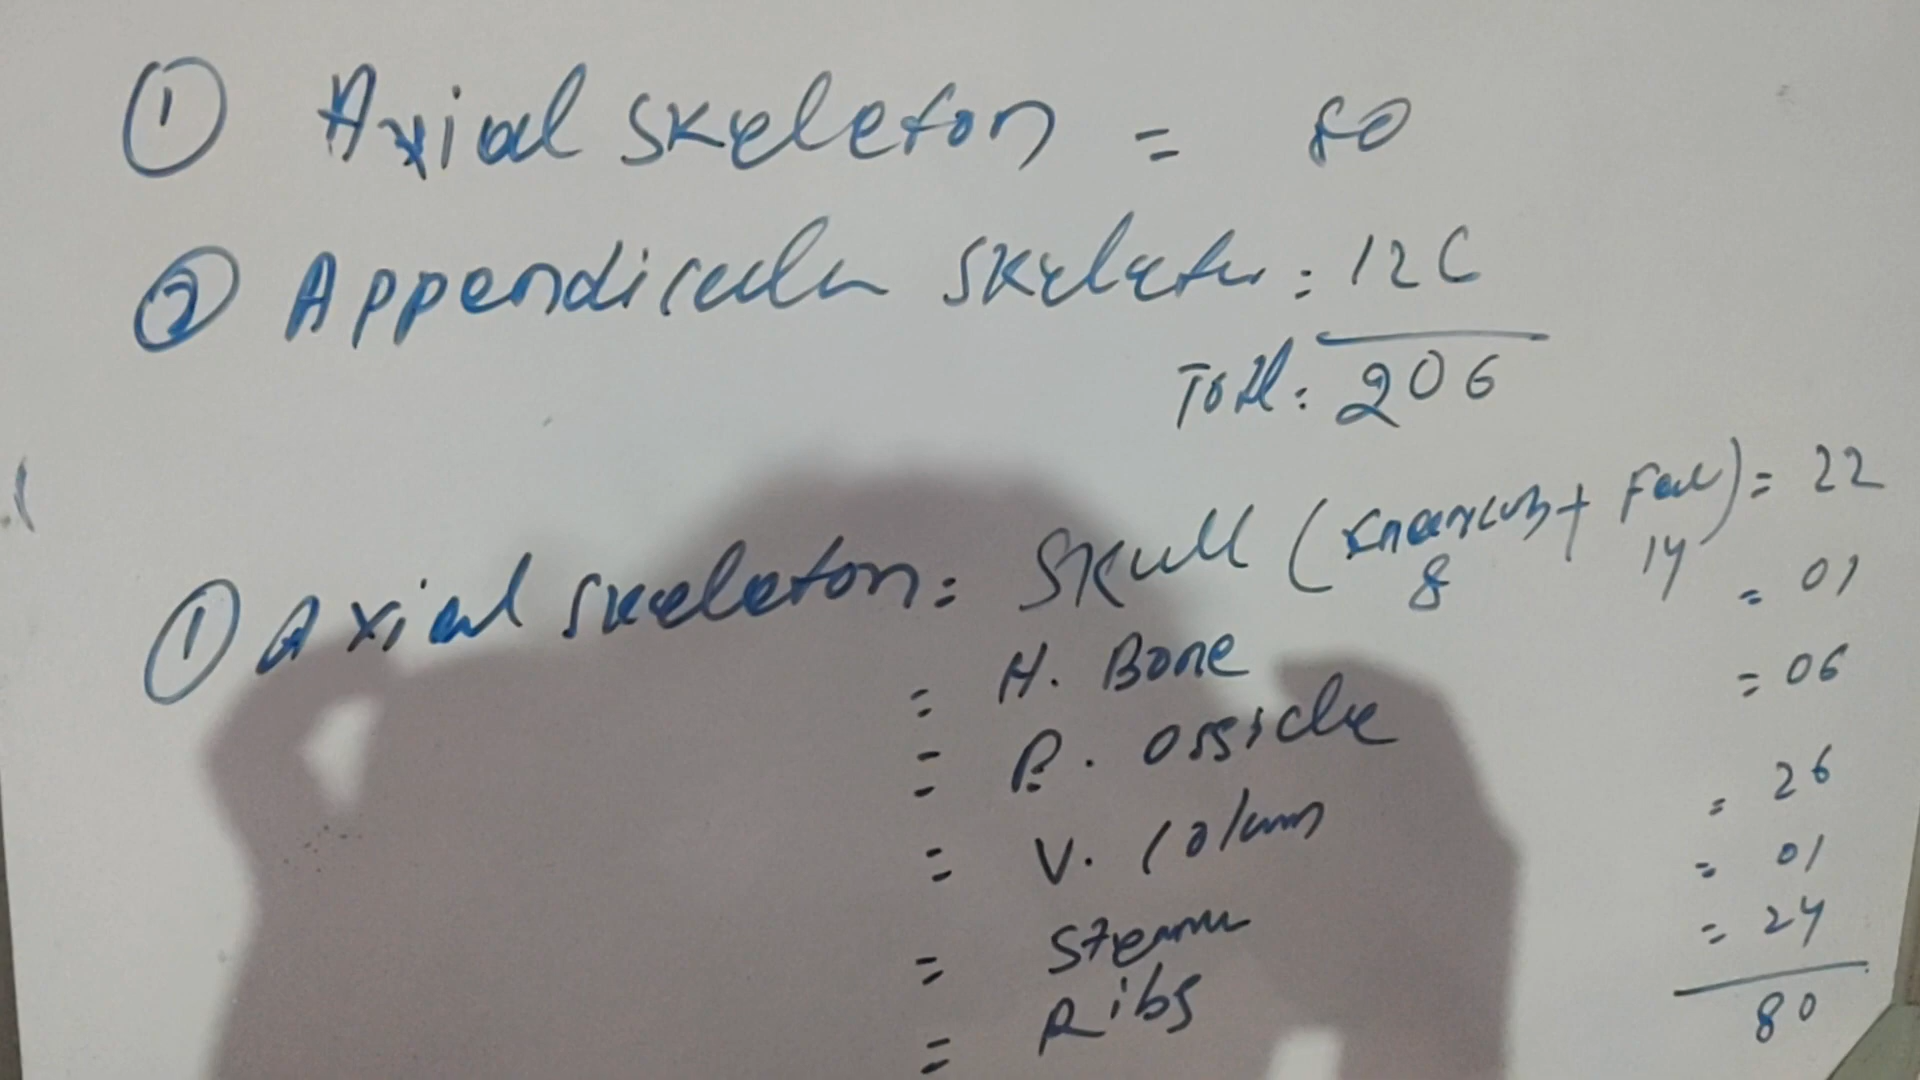 ① Axial skeleton = 80
② Appendicular skeleton = 126
Total = 206
① Axial skeleton = Skull (Cranium 8 + Face 14) = 22
= H. Bone = 01
= E. ossicle = 06
= V. Column = 26
= Sternum = 01
= Ribs = 24
80